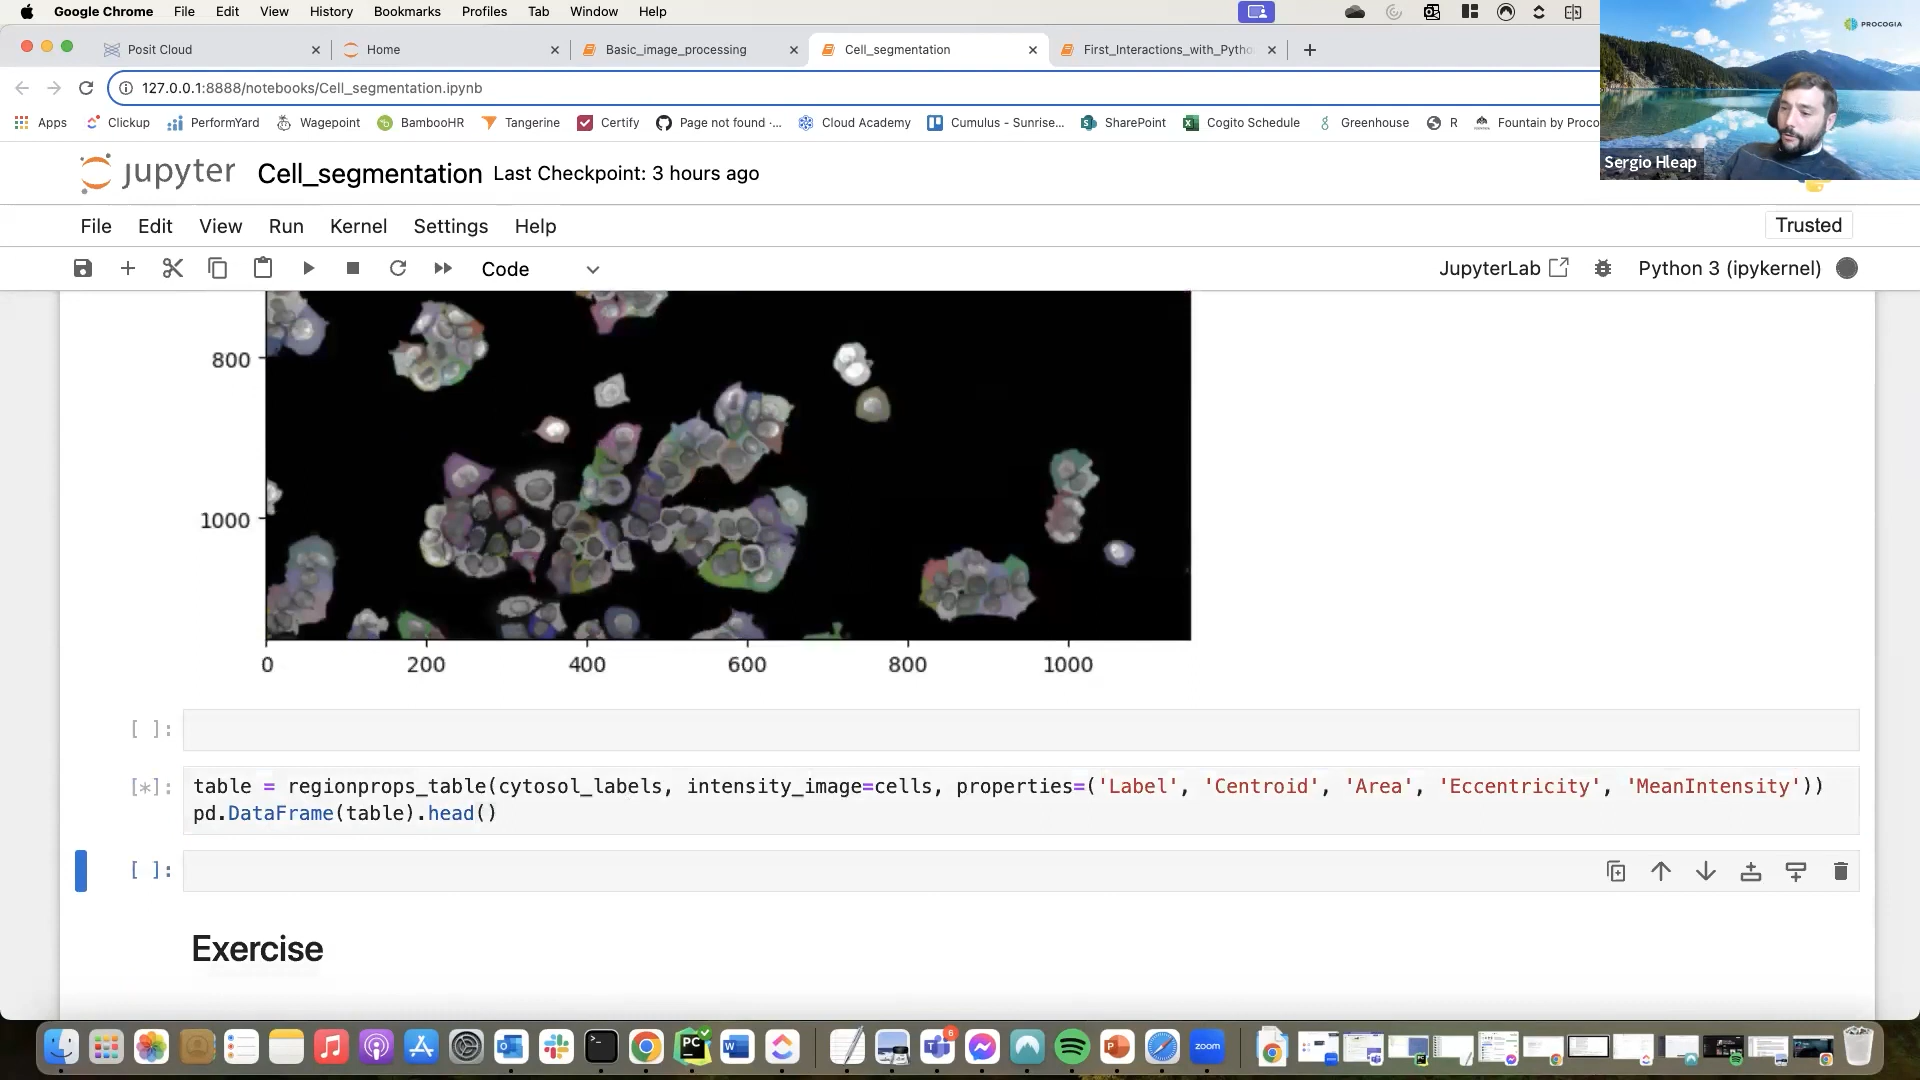 Google Chrome File Edit View History Bookmarks Profiles Tab Window Help
PROCOGIA
Posit Cloud Home Basic_image_processing Cell_segmentation First_Interactions_with_Pytho
127.0.0.1:8888/notebooks/Cell_segmentation.ipynb
Apps Clickup PerformYard Wagepoint BambooHR Tangerine Certify Page not found ·... Cloud Academy Cumulus - Sunrise... SharePoint Cogito Schedule Greenhouse R Fountain by Proco
Sergio Hleap
jupyter Cell_segmentation Last Checkpoint: 3 hours ago
File Edit View Run Kernel Settings Help
Trusted
Code JupyterLab Python 3 (ipykernel)
800
1000
0 200 400 600 800 1000
[ ]:
[*]: table = regionprops_table(cytosol_labels, intensity_image=cells, properties=('Label', 'Centroid', 'Area', 'Eccentricity', 'MeanIntensity'))
pd.DataFrame(table).head()
[ ]:
Exercise
PC W 6 P zoom